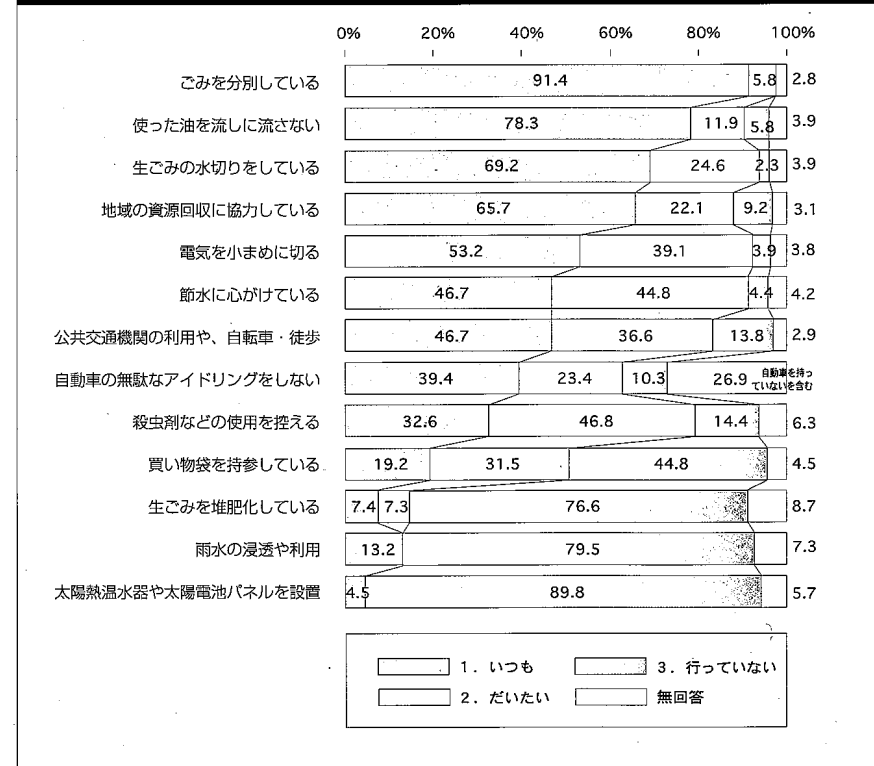 0% 20% 40% 60% 80% 100%
ごみを分別している 91.4 5.8 2.8
使った油を流しに流さない 78.3 11.9 5.8 3.9
生ごみの水切りをしている 69.2 24.6 2.3 3.9
地域の資源回収に協力している 65.7 22.1 9.2 3.1
電気を小まめに切る 53.2 39.1 3.9 3.8
節水に心がけている 46.7 44.8 4.4 4.2
公共交通機関の利用や、自転車・徒歩 46.7 36.6 13.8 2.9
自動車の無駄なアイドリングをしない 39.4 23.4 10.3 26.9 自動車を持っ
ていないを含む
殺虫剤などの使用を控える 32.6 46.8 14.4 6.3
買い物袋を持参している 19.2 31.5 44.8 4.5
生ごみを堆肥化している 7.4 7.3 76.6 8.7
雨水の浸透や利用 13.2 79.5 7.3
太陽熱温水器や太陽電池パネルを設置 4.5 89.8 5.7
1．いつも 3．行っていない
2．だいたい 無回答